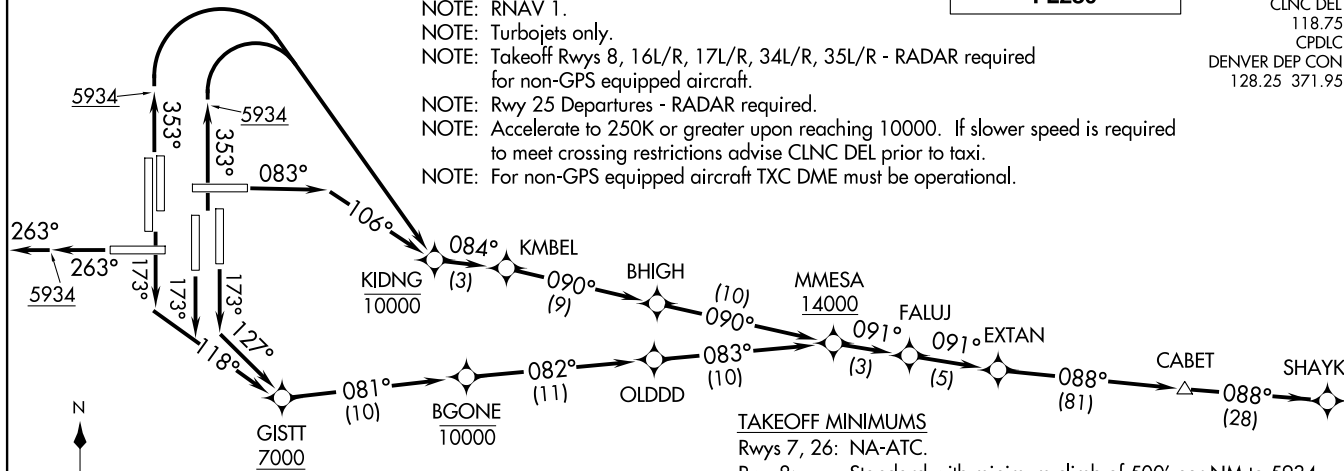 NOTE: RNAV 1.
NOTE: Turbojets only.
NOTE: Takeoff Rwys 8, 16L/R, 17L/R, 34L/R, 35L/R - RADAR required
for non-GPS equipped aircraft.
NOTE: Rwy 25 Departures - RADAR required.
NOTE: Accelerate to 250K or greater upon reaching 10000. If slower speed is required
to meet crossing restrictions advise CLNC DEL prior to taxi.
NOTE: For non-GPS equipped aircraft TXC DME must be operational.
CLNC DEL
118.75
CPDLC
DENVER DEP CON
128.25 371.95
5934
353°
5934
353°
083°
106°
263°
263°
5934
173°
173°
173°
127°
118°
KIDNG
10000
084°
(3)
KMBEL
090°
(9)
BHIGH
(10)
090°
MMESA
14000
091°
(3)
FALUJ
091°
(5)
EXTAN
088°
(81)
CABET
088°
(28)
SHAYK
GISTT
7000
081°
(10)
BGONE
10000
082°
(11)
OLDDD
083°
(10)
N
TAKEOFF MINIMUMS
Rwys 7, 26: NA-ATC.